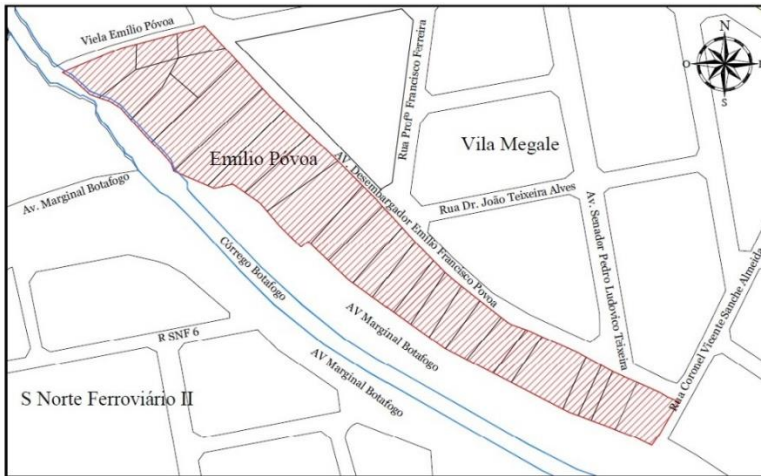 Viela Emílio Póvoa
N
O
E
S
Rua Profº Francisco Ferreira
Vila Megale
Emílio Póvoa
AV. Desembargador Emílio Francisco Povoa
Av. Marginal Botafogo
Rua Dr. João Teixeira Alves
Av. Senador Pedro Ludovico Teixeira
Córrego Botafogo
Rua Coronel Vicente Sanche Almeida
AV Marginal Botafogo
R SNF 6
AV Marginal Botafogo
S Norte Ferroviário II